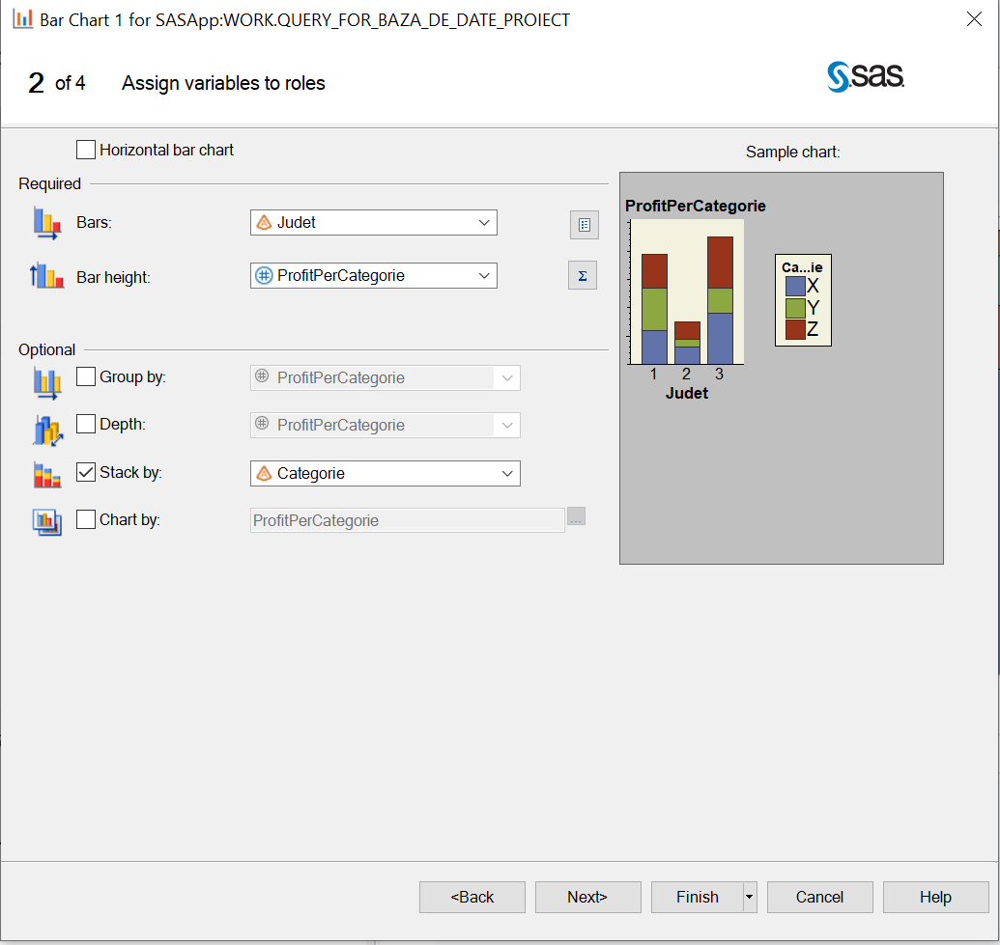 Bar Chart 1 for SASApp:WORK.QUERY_FOR_BAZA_DE_DATE_PROIECT
2 of 4 Assign variables to roles
sas
Horizontal bar chart
Sample chart:
Required
Bars: Judet
Bar height: ProfitPerCategorie
Σ
Optional
Group by: ProfitPerCategorie
Depth: ProfitPerCategorie
Stack by: Categorie
Chart by: ProfitPerCategorie ...
ProfitPerCategorie
Ca...ie
X
Y
Z
1 2 3
Judet
<Back Next> Finish Cancel Help